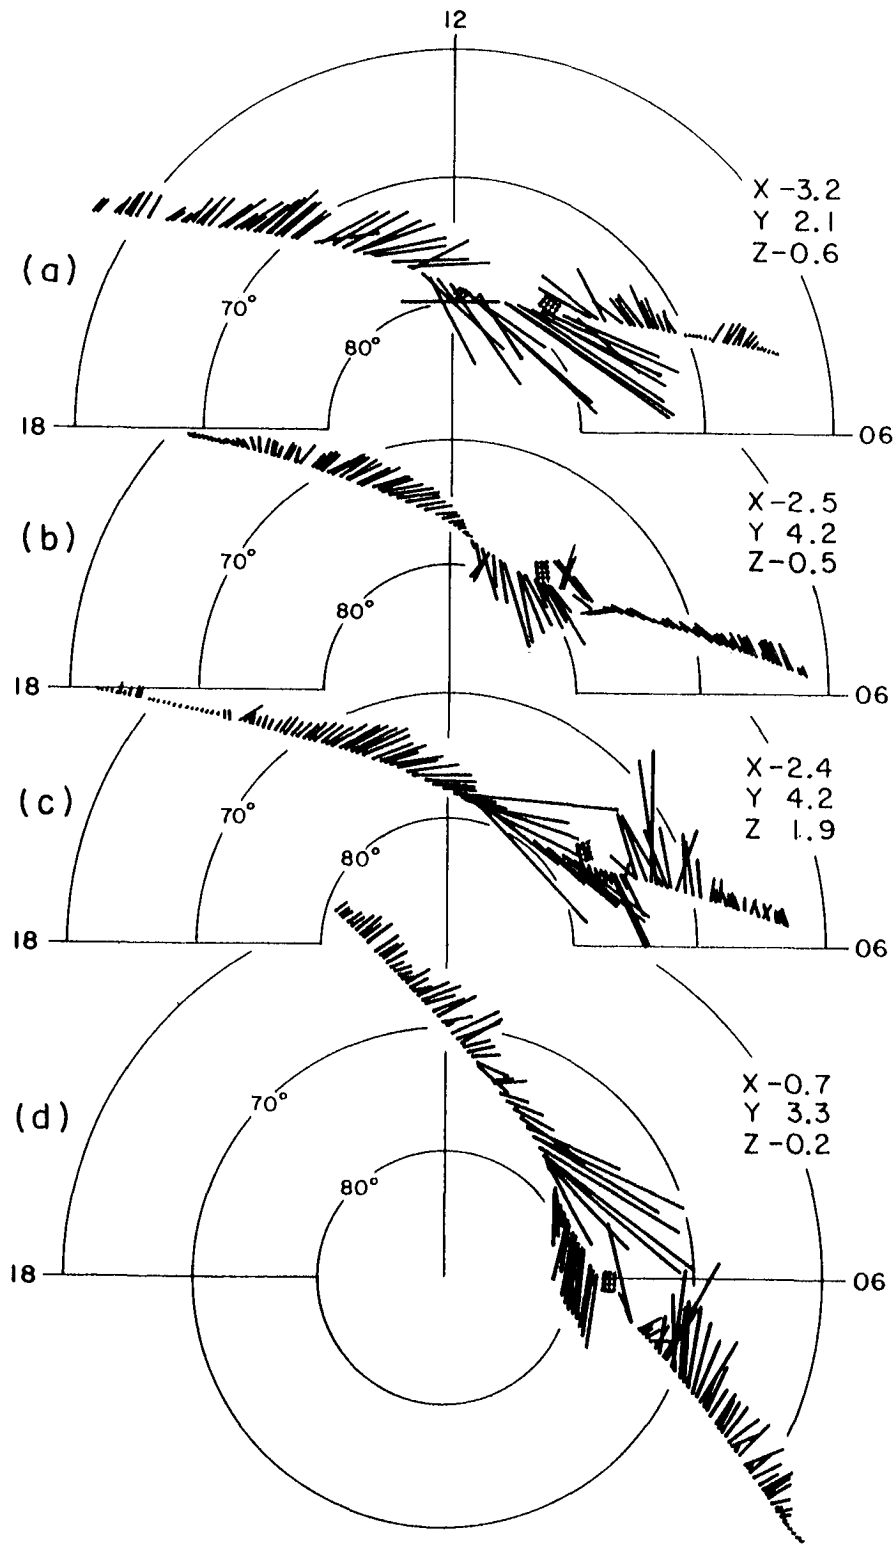 12
X -3.2
Y 2.1
Z-0.6
(a)
70°
80°
18
06
X -2.5
Y 4.2
Z-0.5
(b)
70°
80°
18
06
X -2.4
Y 4.2
Z 1.9
(c)
70°
80°
18
06
X -0.7
Y 3.3
Z -0.2
(d)
70°
80°
18
06